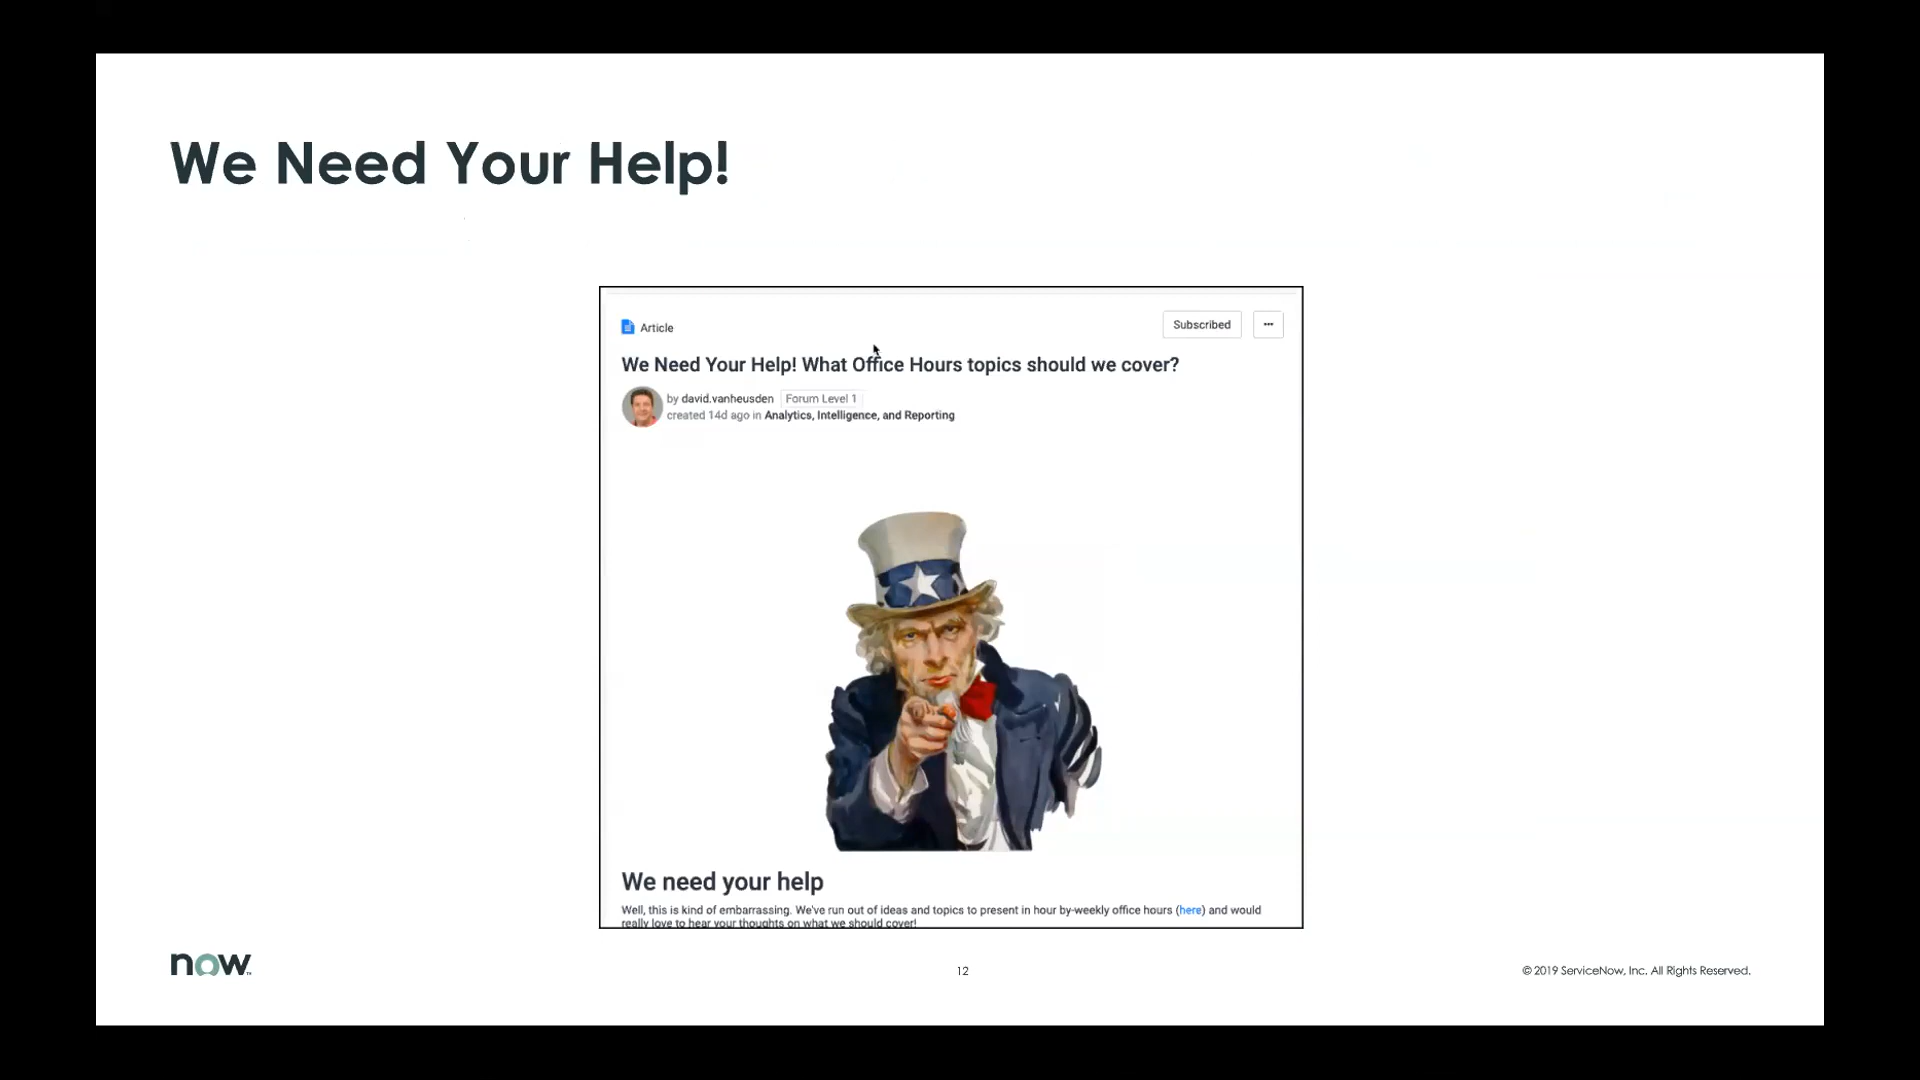 We Need Your Help!
Article
Subscribed
We Need Your Help! What Office Hours topics should we cover?
by david.vanheusden Forum Level 1
created 14d ago in Analytics, Intelligence, and Reporting
We need your help
Well, this is kind of embarrassing. We've run out of ideas and topics to present in hour by-weekly office hours (here) and would
really love to hear your thoughts on what we should cover!
now
12
© 2019 ServiceNow, Inc. All Rights Reserved.